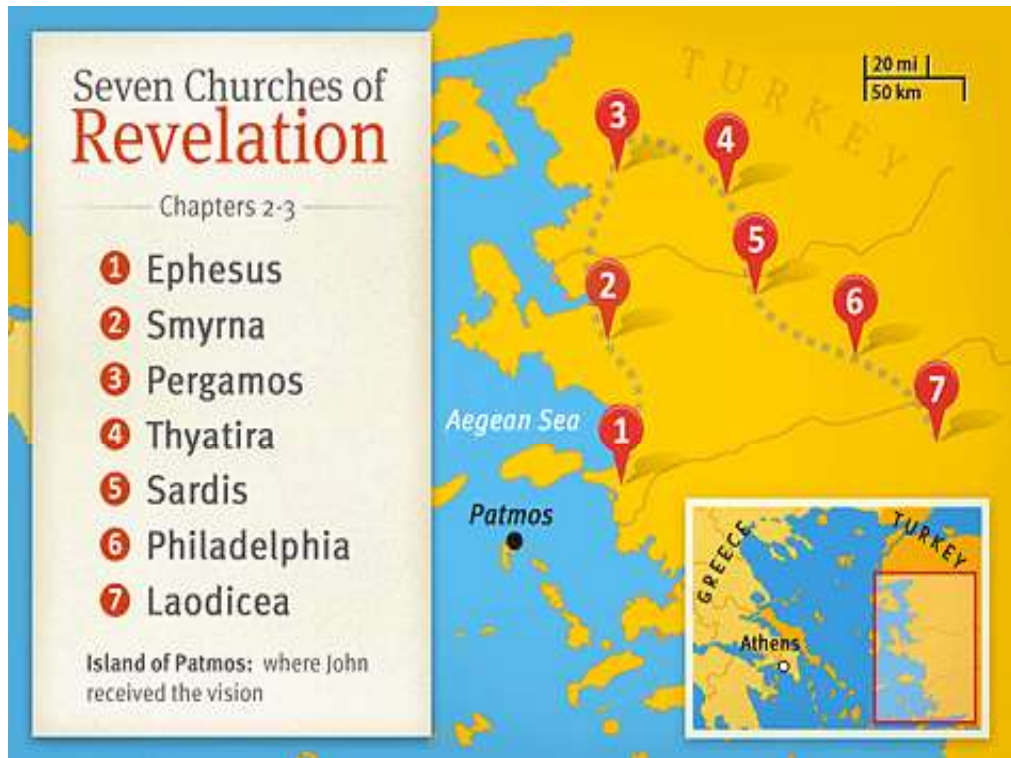 Seven Churches of
Revelation
Chapters 2-3
1 Ephesus
2 Smyrna
3 Pergamos
4 Thyatira
5 Sardis
6 Philadelphia
7 Laodicea
Island of Patmos: where John
received the vision
TURKEY
20 mi
50 km
3
4
5
2
6
7
1
Aegean Sea
Patmos
GREECE
TURKEY
Athens